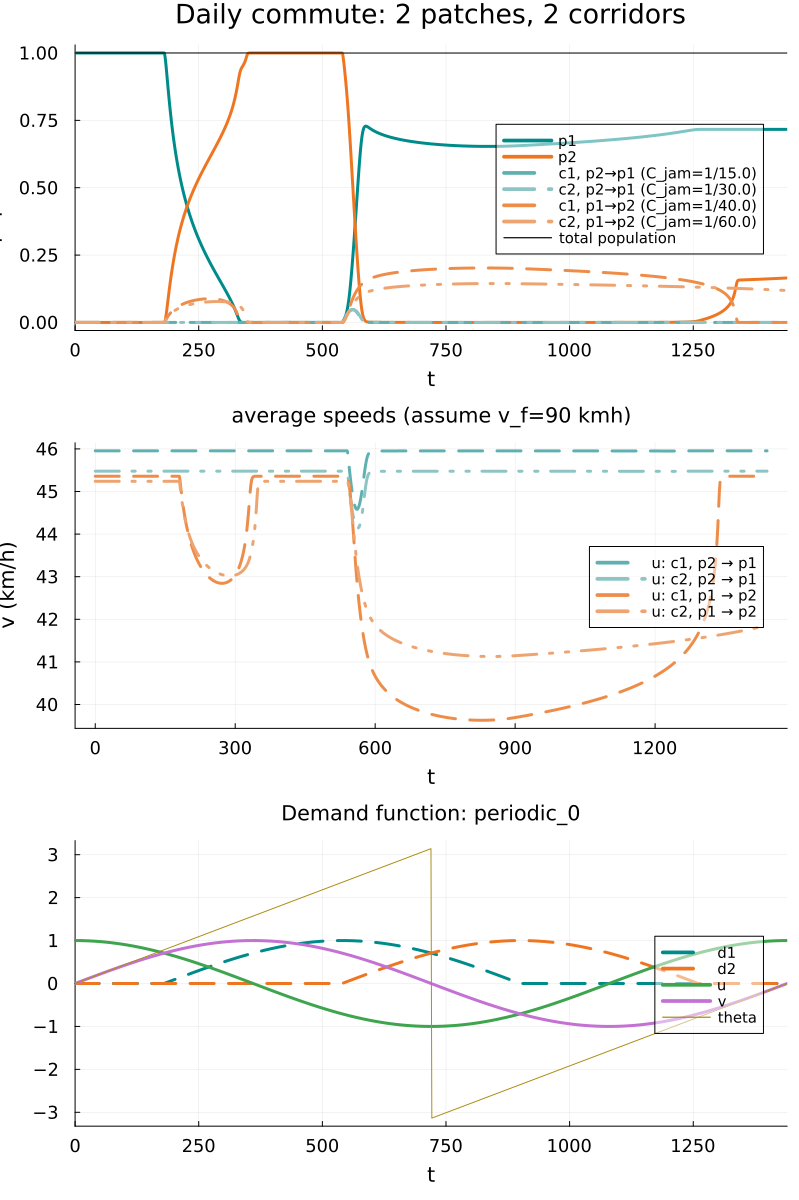 Daily commute: 2 patches, 2 corridors
1.00
0.75
0.50
0.25
0.00
p1
p2
c1, p2→p1 (C_jam=1/15.0)
c2, p2→p1 (C_jam=1/30.0)
c1, p1→p2 (C_jam=1/40.0)
c2, p1→p2 (C_jam=1/60.0)
total population
0 250 500 750 1000 1250
t
average speeds (assume v_f=90 kmh)
v (km/h)
46
45
44
43
42
41
40
u: c1, p2 → p1
u: c2, p2 → p1
u: c1, p1 → p2
u: c2, p1 → p2
0 300 600 900 1200
t
Demand function: periodic_0
3
2
1
0
−1
−2
−3
d1
d2
u
v
theta
0 250 500 750 1000 1250
t